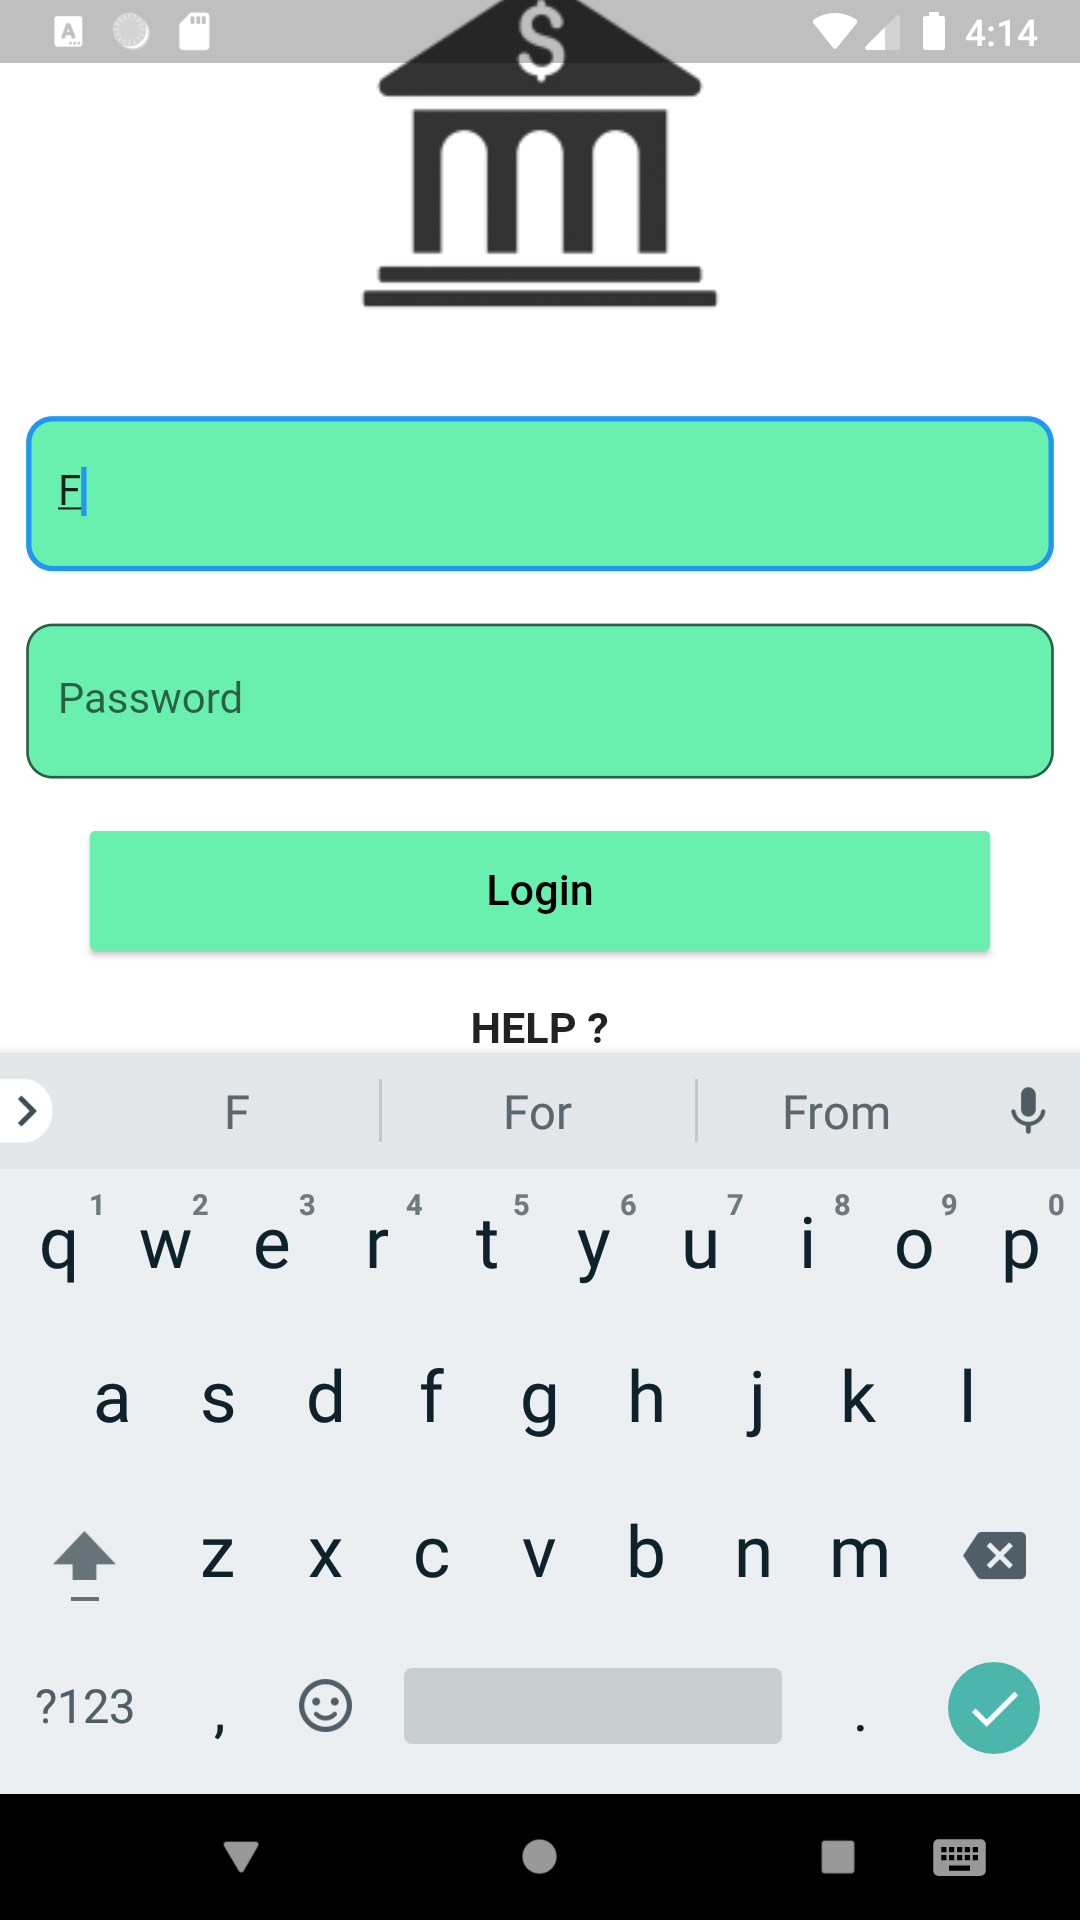 4:14
$
F
Password
Login
HELP ?
F For From
1 2 3 4 5 6 7 8 9 0
q w e r t y u i o p
a s d f g h j k l
z x c v b n m
?123 , .